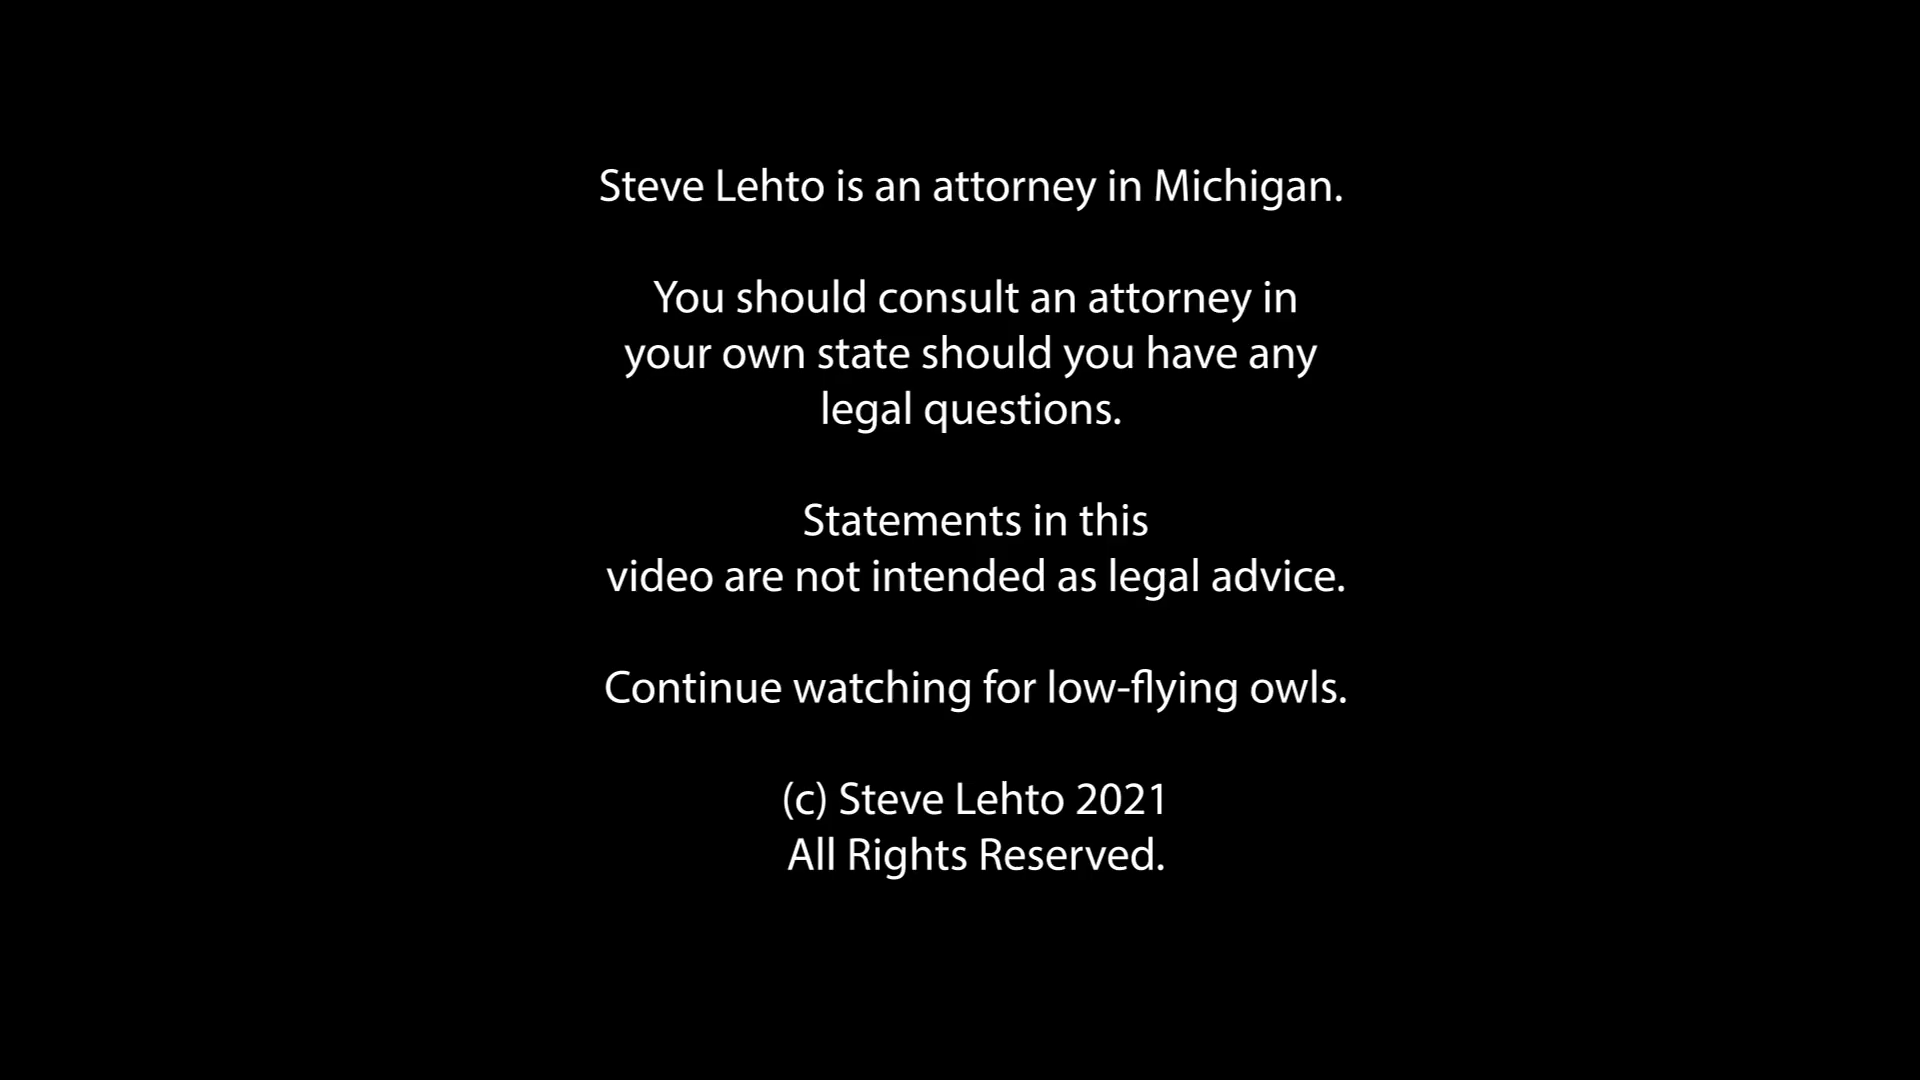 Steve Lehto is an attorney in Michigan.
You should consult an attorney in
your own state should you have any
legal questions.
Statements in this
video are not intended as legal advice.
Continue watching for low-flying owls.
(c) Steve Lehto 2021
All Rights Reserved.